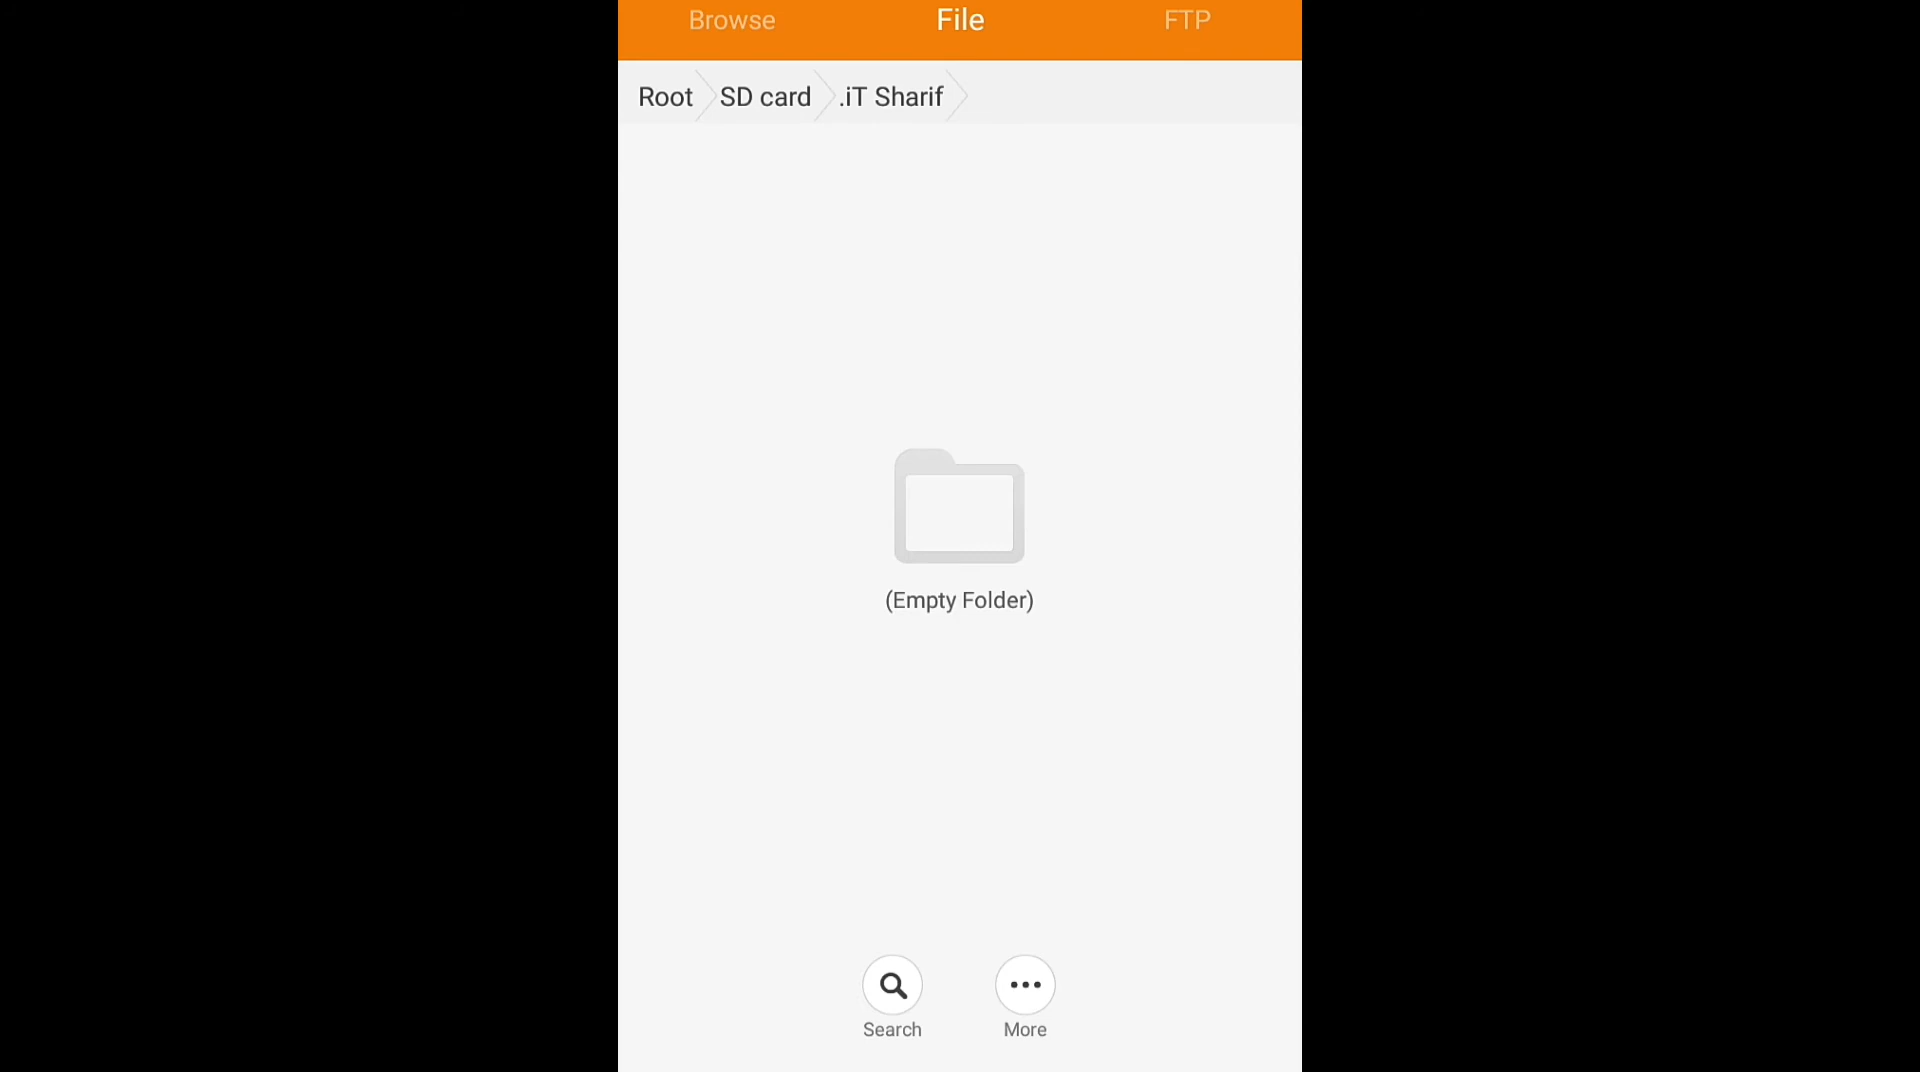 Browse File FTP
Root SD card .iT Sharif
(Empty Folder)
Search More